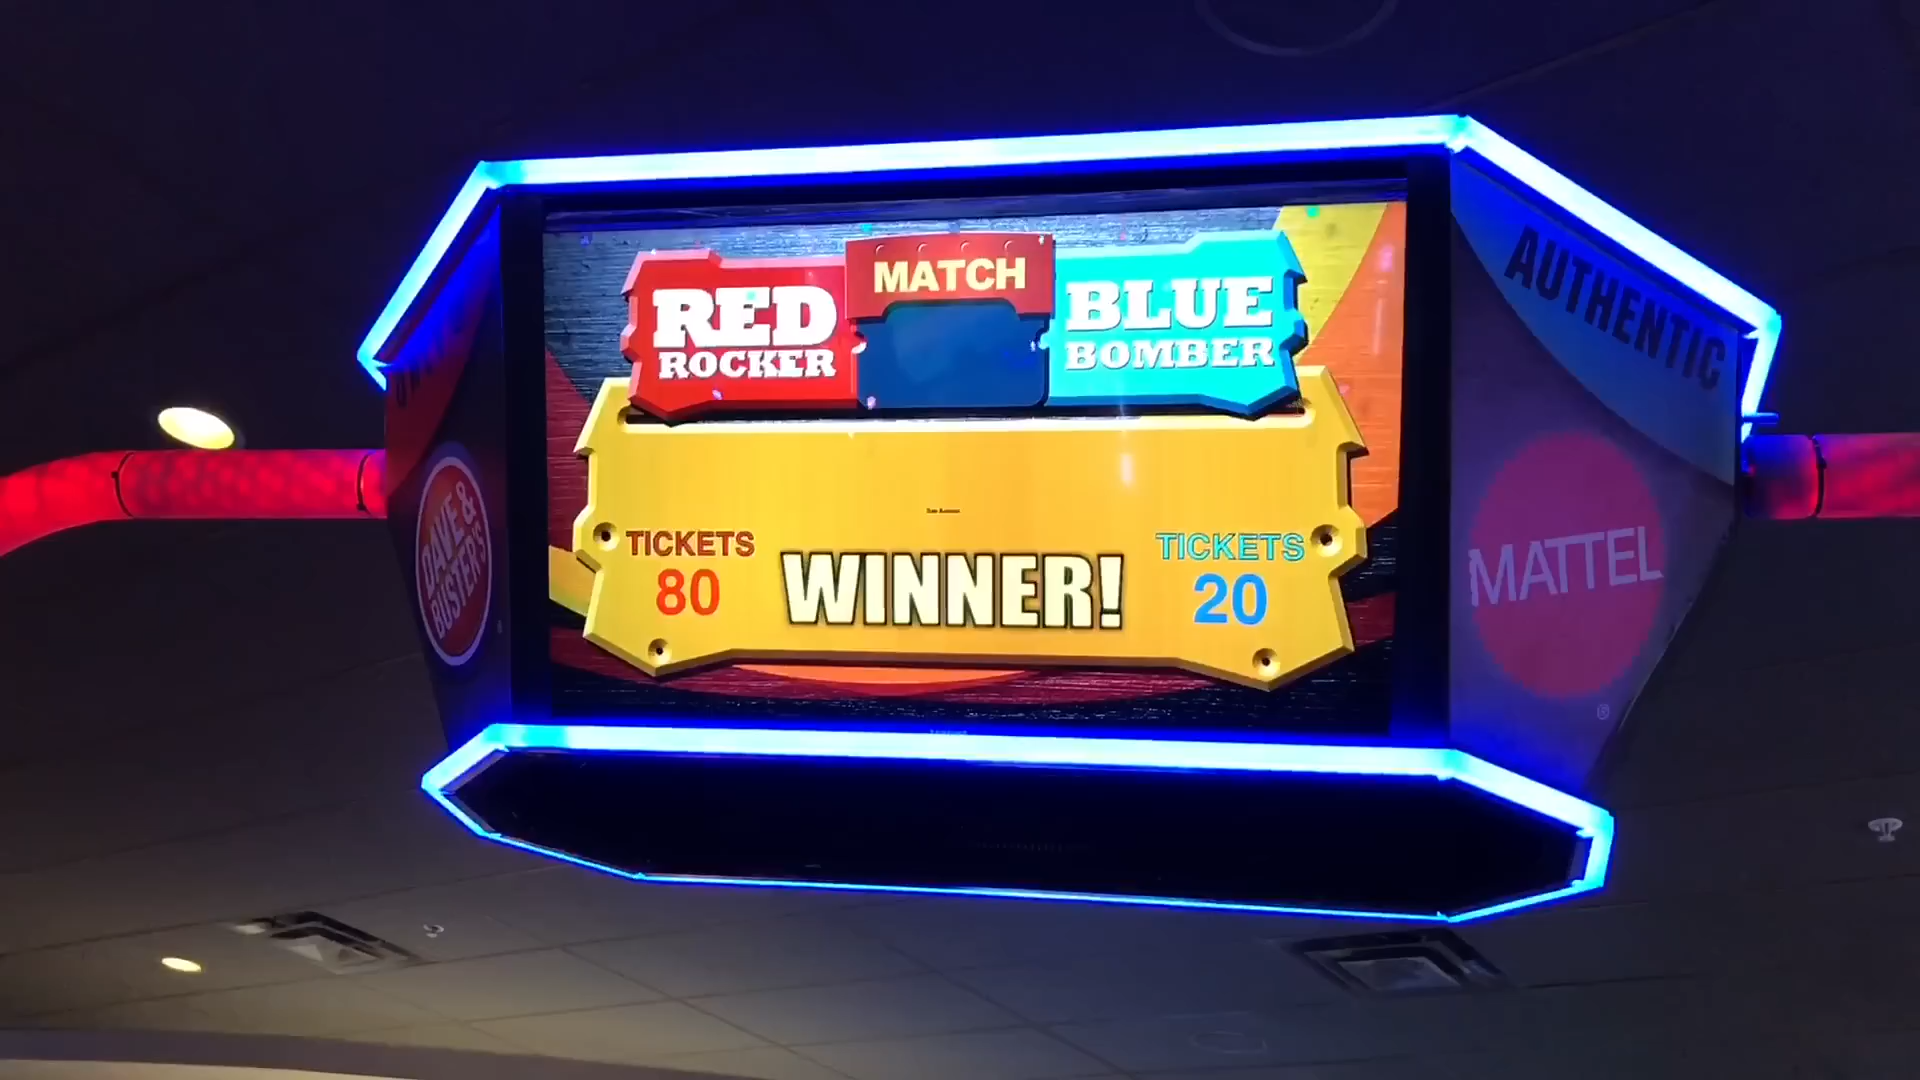 MATCH
RED
ROCKER
BLUE
BOMBER
TICKETS
80
WINNER!
TICKETS
20
DAVE &
BUSTER'S
AUTHENTIC
MATTEL
®